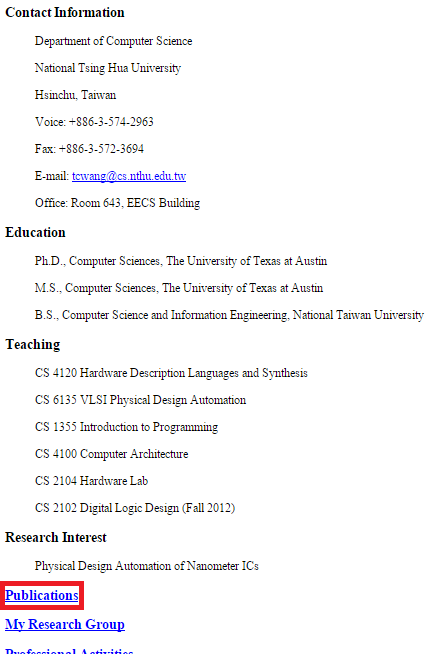 Contact Information
Department of Computer Science
National Tsing Hua University
Hsinchu, Taiwan
Voice: +886-3-574-2963
Fax: +886-3-572-3694
E-mail: tcwang@cs.nthu.edu.tw
Office: Room 643, EECS Building
Education
Ph.D., Computer Sciences, The University of Texas at Austin
M.S., Computer Sciences, The University of Texas at Austin
B.S., Computer Science and Information Engineering, National Taiwan University
Teaching
CS 4120 Hardware Description Languages and Synthesis
CS 6135 VLSI Physical Design Automation
CS 1355 Introduction to Programming
CS 4100 Computer Architecture
CS 2104 Hardware Lab
CS 2102 Digital Logic Design (Fall 2012)
Research Interest
Physical Design Automation of Nanometer ICs
Publications
My Research Group
Professional Activities